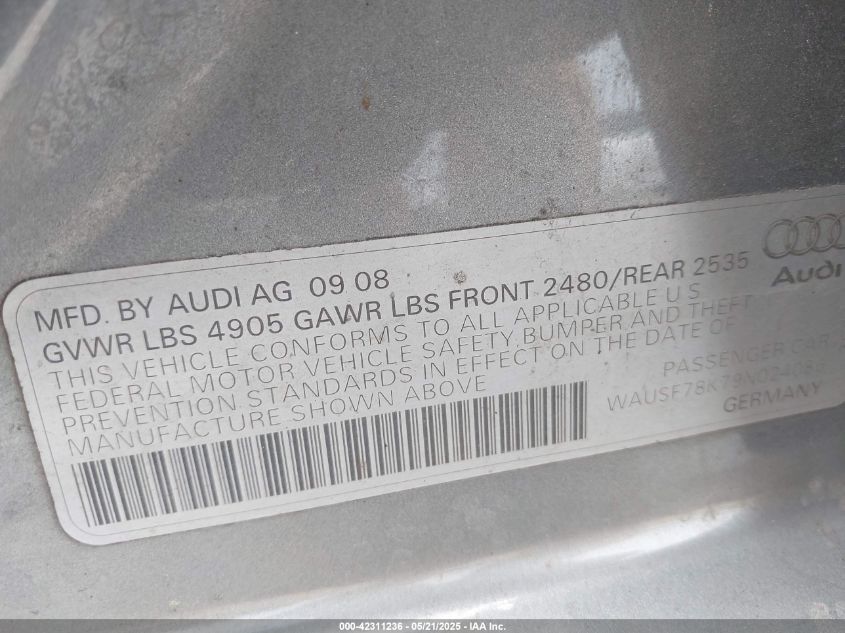 MFD. BY AUDI AG 09 08
GVWR LBS 4905 GAWR LBS FRONT 2480/REAR 2535
THIS VEHICLE CONFORMS TO ALL APPLICABLE U S
FEDERAL MOTOR VEHICLE SAFETY, BUMPER AND THEFT
PREVENTION STANDARDS IN EFFECT ON THE DATE OF
MANUFACTURE SHOWN ABOVE
Audi
PASSENGER CAR
GERMANY
000-42311236 - 05/21/2025 - IAA Inc.